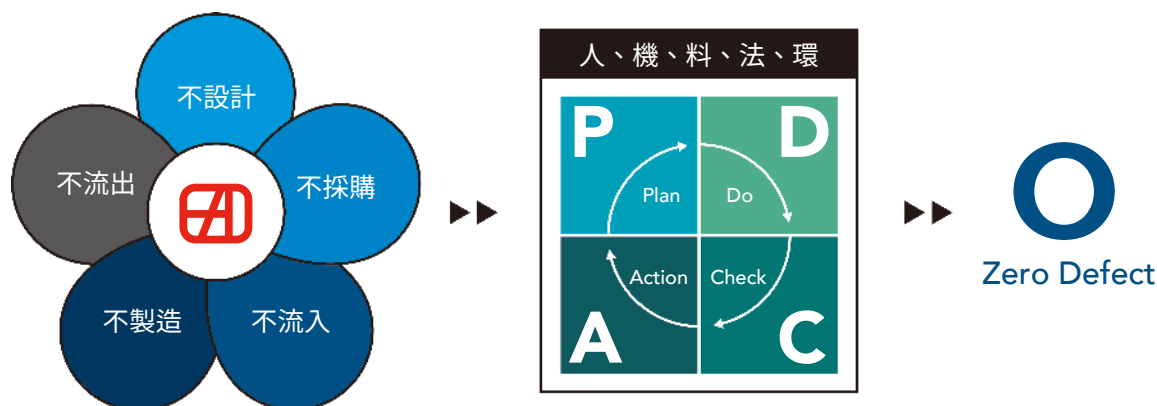 不設計
不採購
不流入
不製造
不流出
人、機、料、法、環
P
Plan
D
Do
C
Check
A
Action
O
Zero Defect